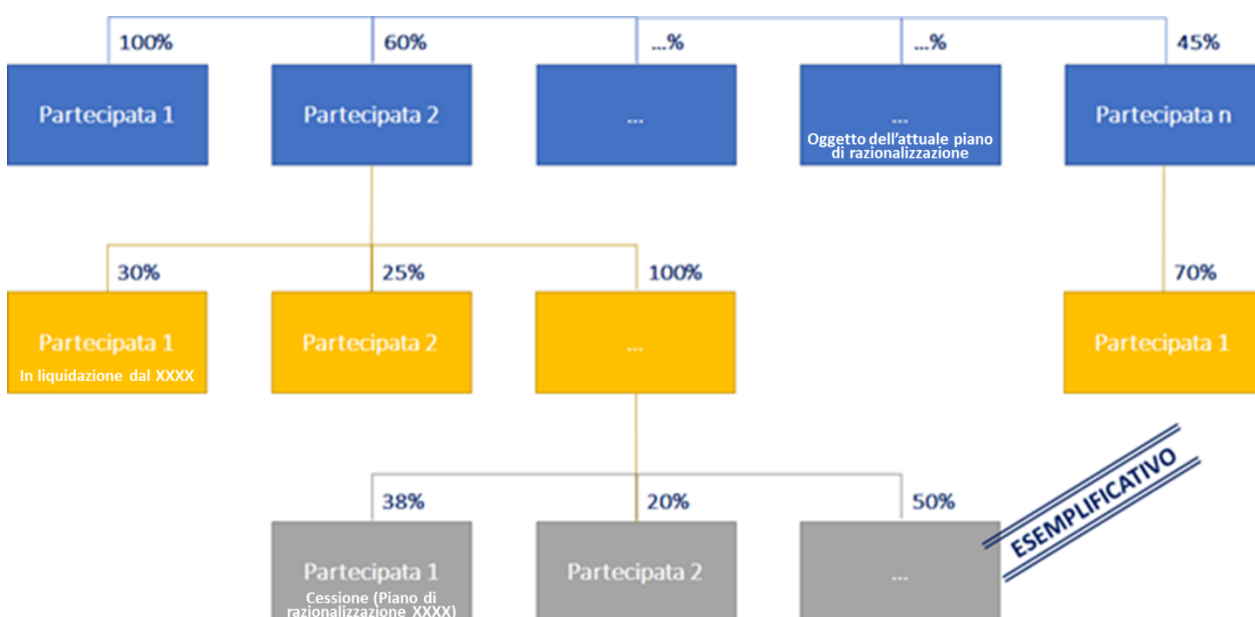 100%
60%
...%
...%
45%
Partecipata 1
Partecipata 2
...
...
Oggetto dell'attuale piano
di razionalizzazione
Partecipata n
30%
25%
100%
70%
Partecipata 1
In liquidazione dal XXXX
Partecipata 2
...
Partecipata 1
38%
20%
50%
ESEMPLIFICATIVO
Partecipata 1
Cessione (Piano di
razionalizzazione XXXX)
Partecipata 2
...